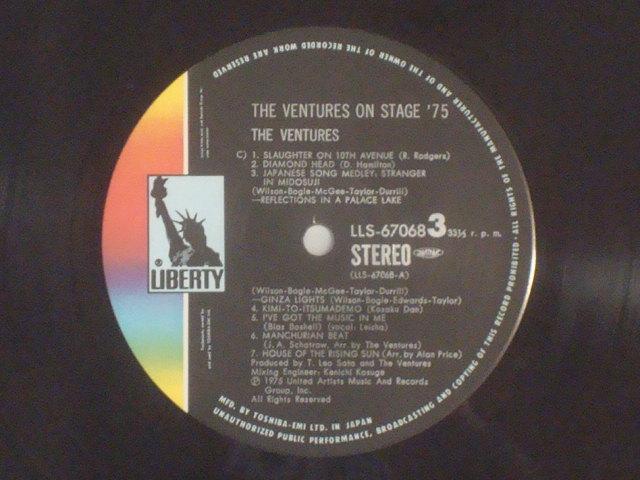 THE VENTURES ON STAGE '75
THE VENTURES
C) 1. SLAUGHTER ON 10TH AVENUE (R. Rodgers)
2. DIAMOND HEAD (D. Hamilton)
3. JAPANESE SONG MEDLEY: STRANGER
IN MIDOSUJI
(Wilson-Bogle-McGee-Taylor-Durrill)
—REFLECTIONS IN A PALACE LAKE
LLS-67068 3 33⅓ r. p. m.
STEREO
(LLS-67068-A)
® LIBERTY
(Wilson-Bogle-McGee-Taylor-Durrill)
—GINZA LIGHTS (Wilson-Bogle-Edwards-Taylor)
4. KIMI-TO-ITSUMADEMO (Kosaku Dan)
5. I'VE GOT THE MUSIC IN ME
(Bias Boshell) (vocal: Leisha)
6. MANCHURIAN BEAT
(J. A. Schatrow, Arr. by The Ventures)
7. HOUSE OF THE RISING SUN (Arr. by Alan Price)
Produced by T. Leo Sato and The Ventures
Mixing Engineer: Kenichi Kosuge
Ⓟ 1975 United Artists Music And Records
Group, Inc.
All Rights Reserved
MFD. BY TOSHIBA-EMI LTD. IN JAPAN
ALL RIGHTS OF THE MANUFACTURER AND OF THE OWNER OF THE RECORDED WORK ARE RESERVED
UNAUTHORIZED PUBLIC PERFORMANCE, BROADCASTING AND COPYING OF THIS RECORD PROHIBITED ·